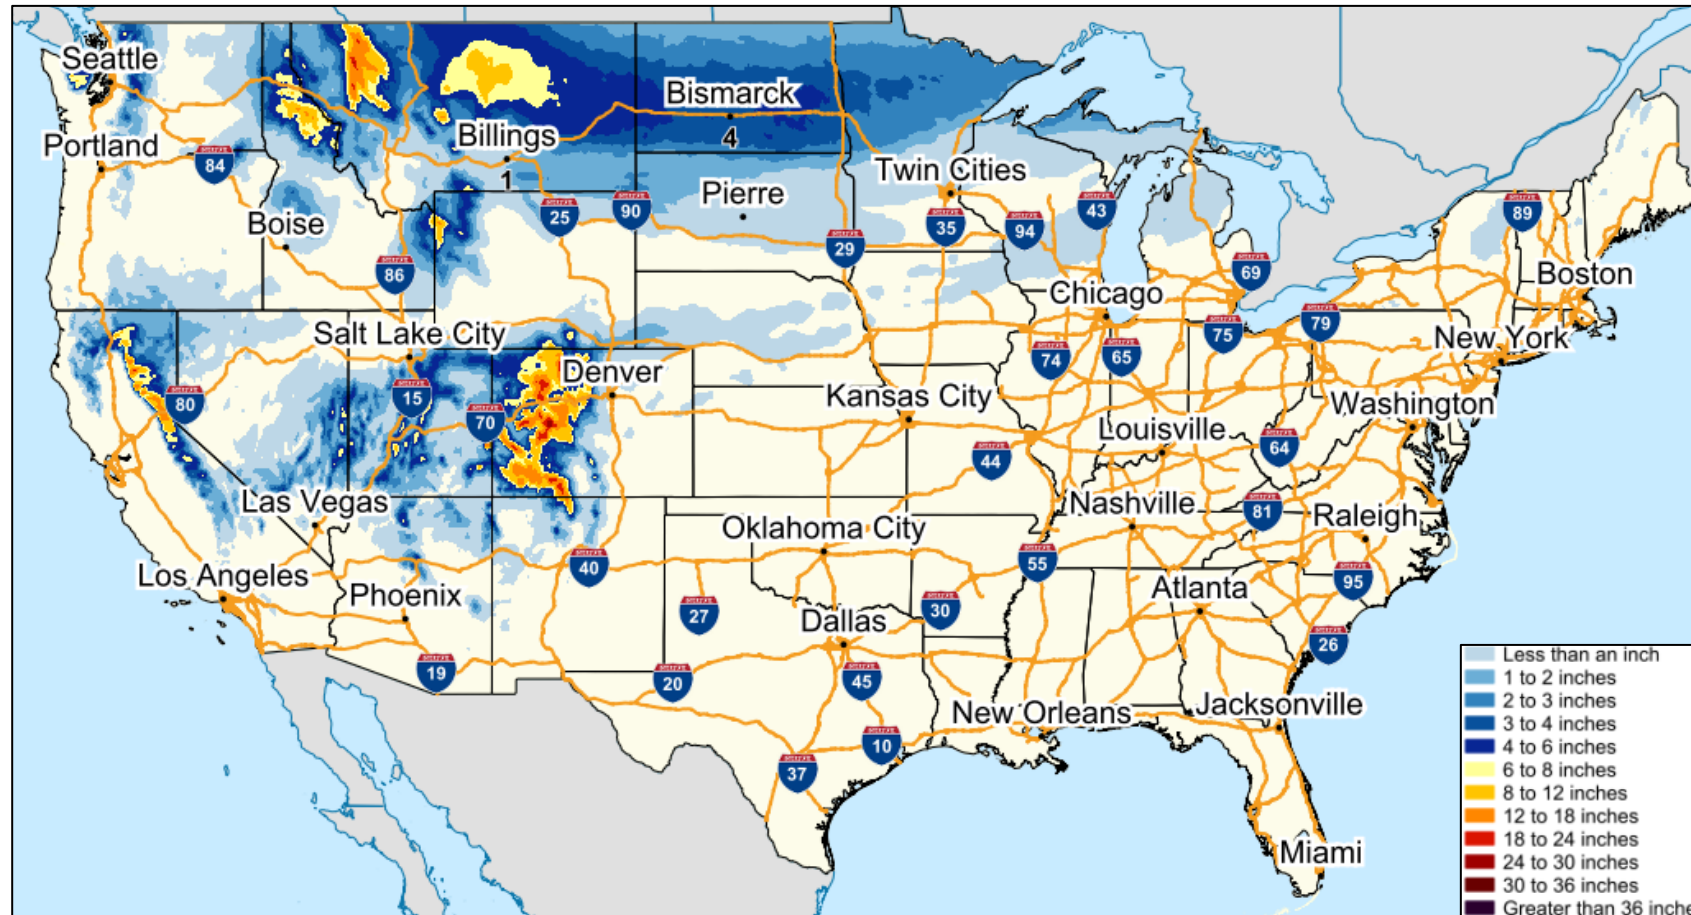 Seattle
Bismarck
4
Billings
1
Portland
84
Twin Cities
Pierre
Boise
25
90
35
94
43
89
29
86
69
Boston
Chicago
Salt Lake City
79
75
New York
74
65
Denver
15
80
70
Kansas City
Washington
Louisville
64
44
Las Vegas
Nashville
81
Raleigh
Oklahoma City
55
40
Los Angeles
Phoenix
95
Atlanta
27
30
Dallas
26
19
20
45
New Orleans
Jacksonville
10
37
Miami
Less than an inch
1 to 2 inches
2 to 3 inches
3 to 4 inches
4 to 6 inches
6 to 8 inches
8 to 12 inches
12 to 18 inches
18 to 24 inches
24 to 30 inches
30 to 36 inches
Greater than 36 inche